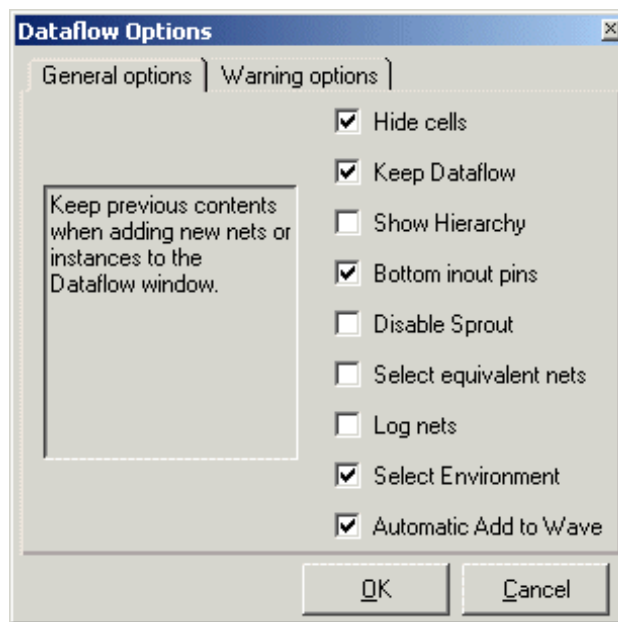 Dataflow Options
General options
Warning options
Hide cells
Keep Dataflow
Keep previous contents
when adding new nets or
instances to the
Dataflow window.
Show Hierarchy
Bottom inout pins
Disable Sprout
Select equivalent nets
Log nets
Select Environment
Automatic Add to Wave
OK
Cancel